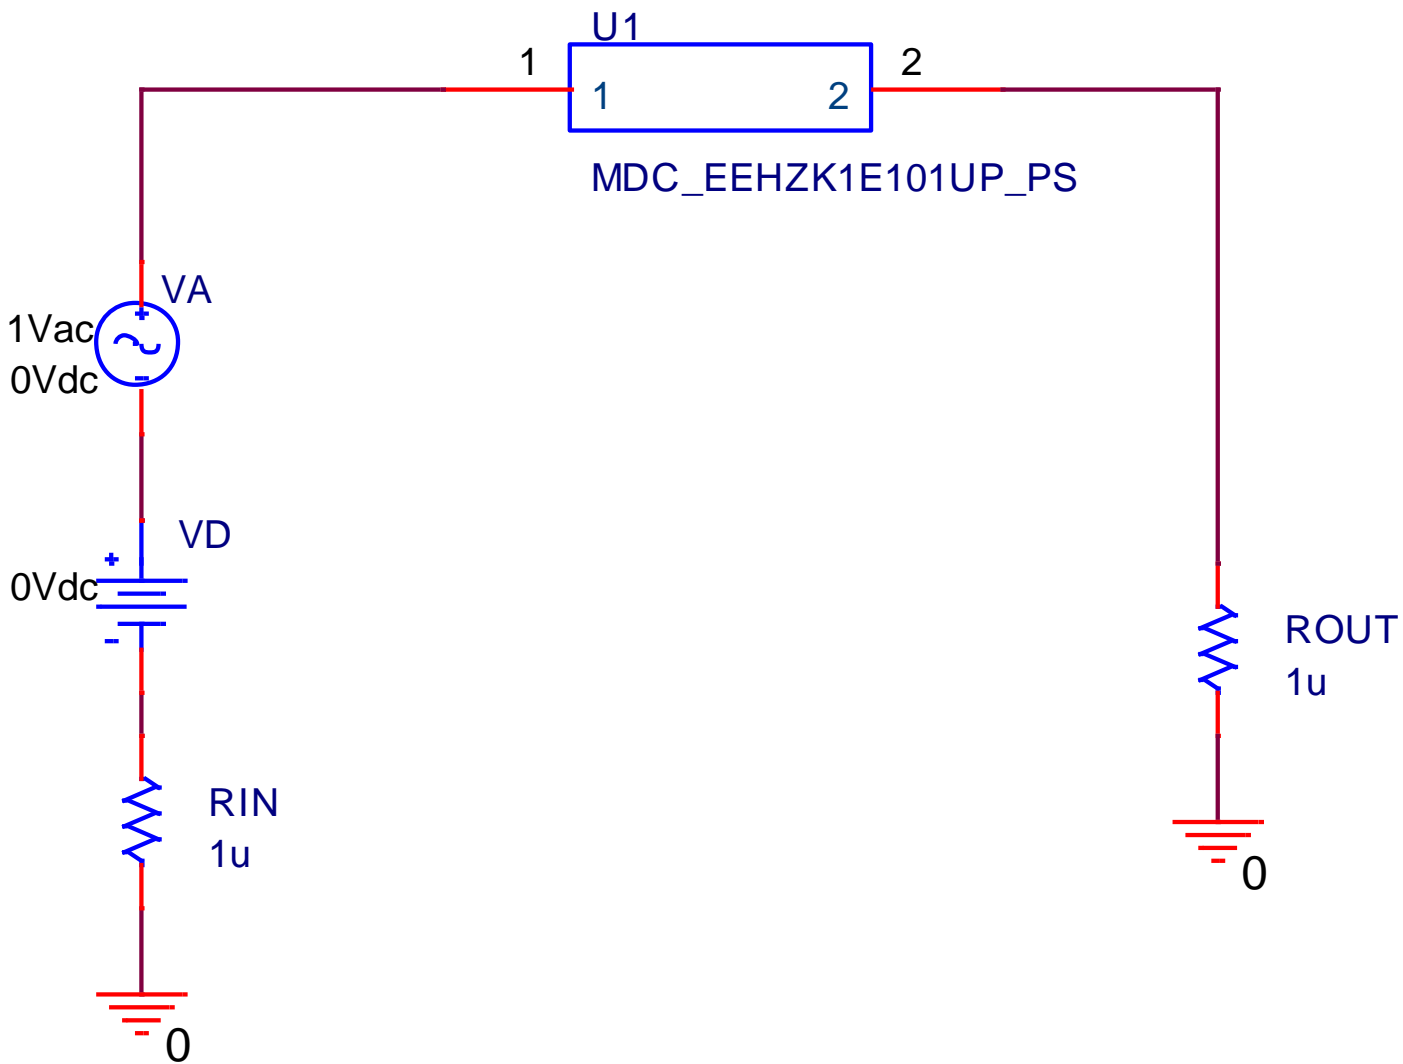 U1
1
2
1
2
MDC_EEHZK1E101UP_PS
VA
1Vac
0Vdc
VD
+
0Vdc
-
ROUT
1u
RIN
1u
0
0